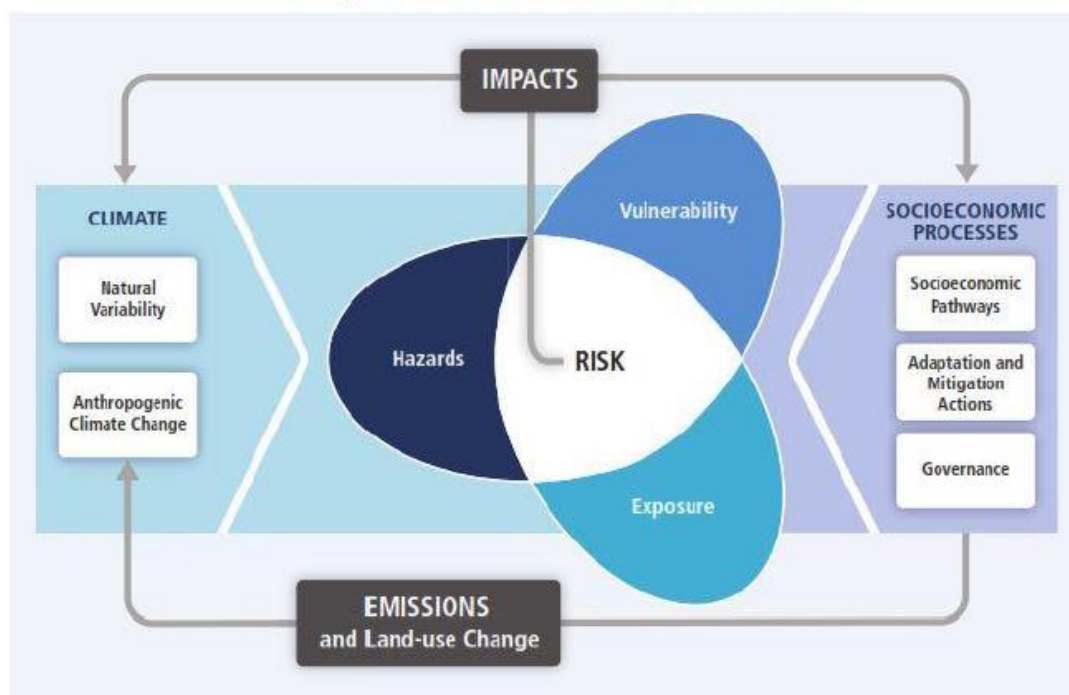 IMPACTS
CLIMATE
Natural
Variability
Anthropogenic
Climate Change
Vulnerability
Hazards
RISK
Exposure
SOCIOECONOMIC
PROCESSES
Socioeconomic
Pathways
Adaptation and
Mitigation
Actions
Governance
EMISSIONS
and Land-use Change